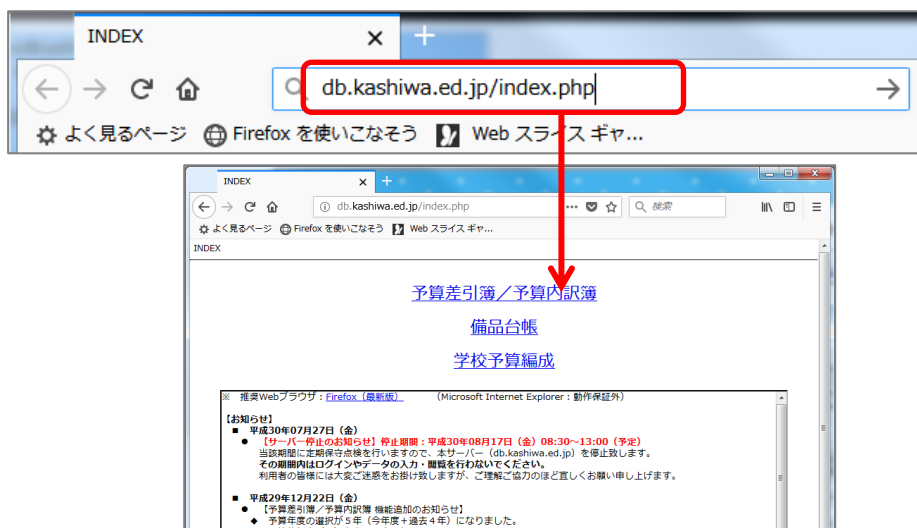 INDEX
db.kashiwa.ed.jp/index.php
よく見るページ Firefox を使いこなそう Web スライス ギャ...
INDEX
db.kashiwa.ed.jp/index.php 検索
よく見るページ Firefox を使いこなそう Web スライス ギャ...
INDEX
予算差引簿／予算内訳簿
備品台帳
学校予算編成
※ 推奨Webブラウザ：Firefox（最新版） (Microsoft Internet Explorer：動作保証外)
【お知らせ】
■ 平成30年07月27日（金）
● 【サーバー停止のお知らせ】停止期間：平成30年08月17日（金）08:30～13:00（予定）
当該期間に定期保守点検を行いますので、本サーバー（db.kashiwa.ed.jp）を停止致します。
その期間内はログインやデータの入力・閲覧を行わないでください。
利用者の皆様には大変ご迷惑をお掛け致しますが、ご理解ご協力のほど宜しくお願い申し上げます。
■ 平成29年12月22日（金）
● 【予算差引簿／予算内訳簿 機能追加のお知らせ】
◆ 予算年度の選択が５年（今年度＋過去４年）になりました。